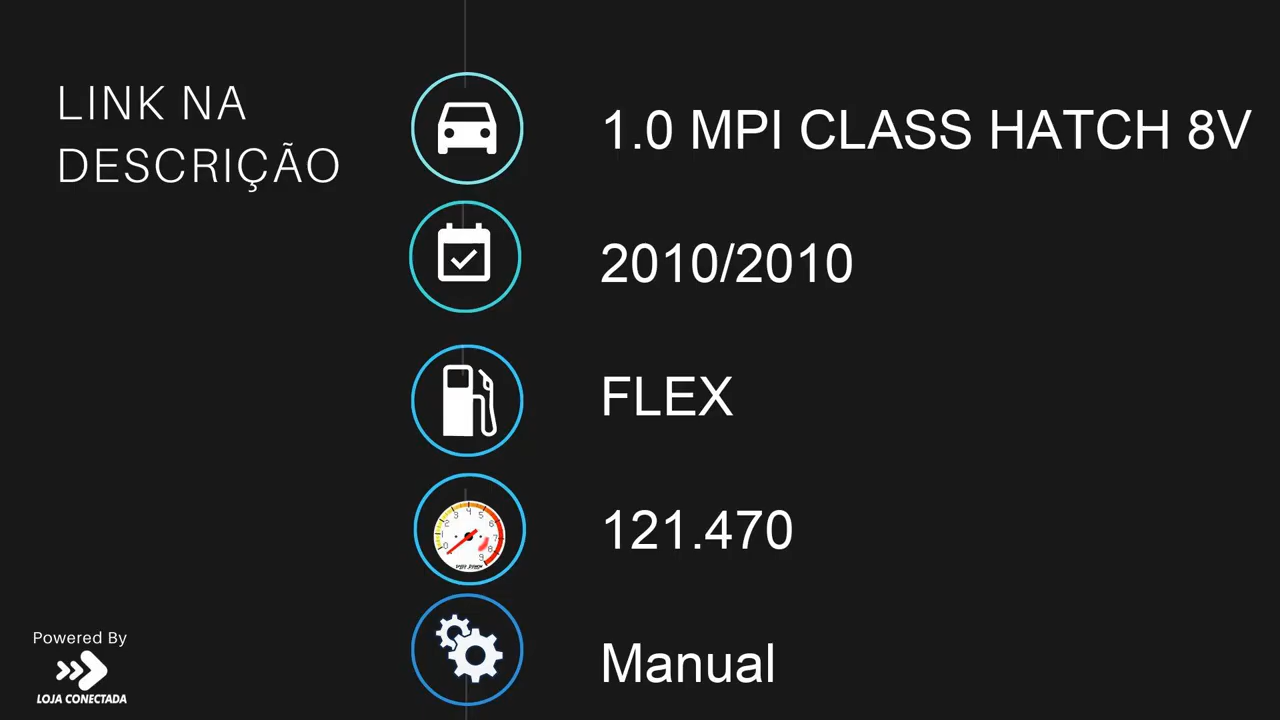 LINK NA
DESCRIÇÃO
1.0 MPI CLASS HATCH 8V
2010/2010
FLEX
121.470
Manual
Powered By
LOJA CONECTADA